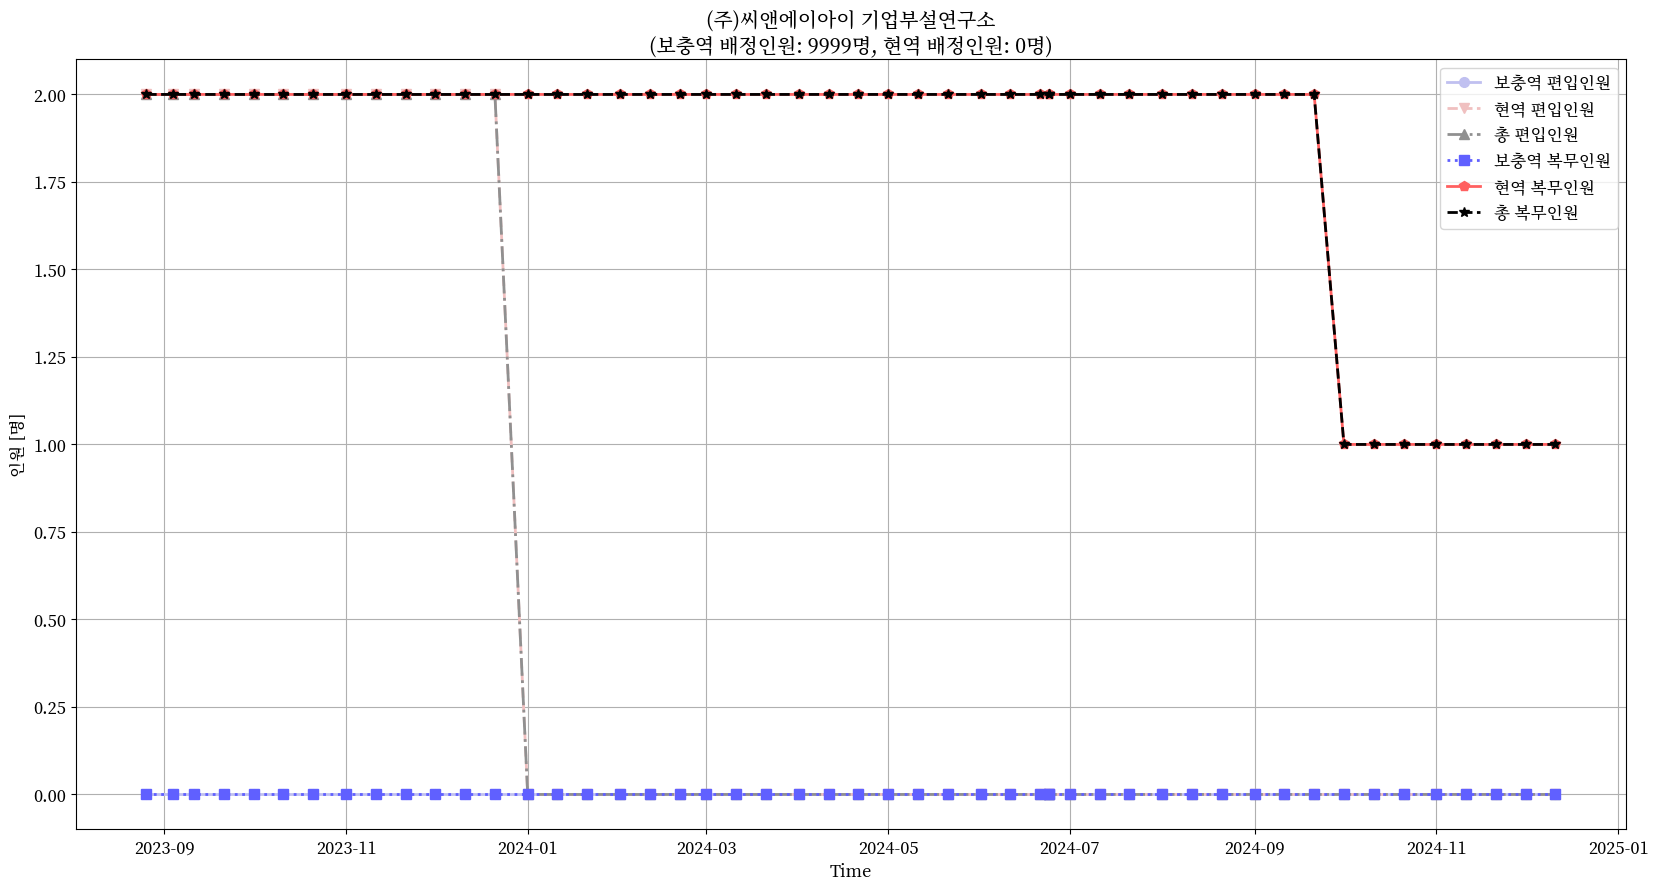 (주)씨앤에이아이 기업부설연구소
(보충역 배정인원: 9999명, 현역 배정인원: 0명)
보충역 편입인원
현역 편입인원
총 편입인원
보충역 복무인원
현역 복무인원
총 복무인원
2.00
1.75
1.50
1.25
1.00
0.75
0.50
0.25
0.00
인원 [명]
2023-09
2023-11
2024-01
2024-03
2024-05
2024-07
2024-09
2024-11
2025-01
Time